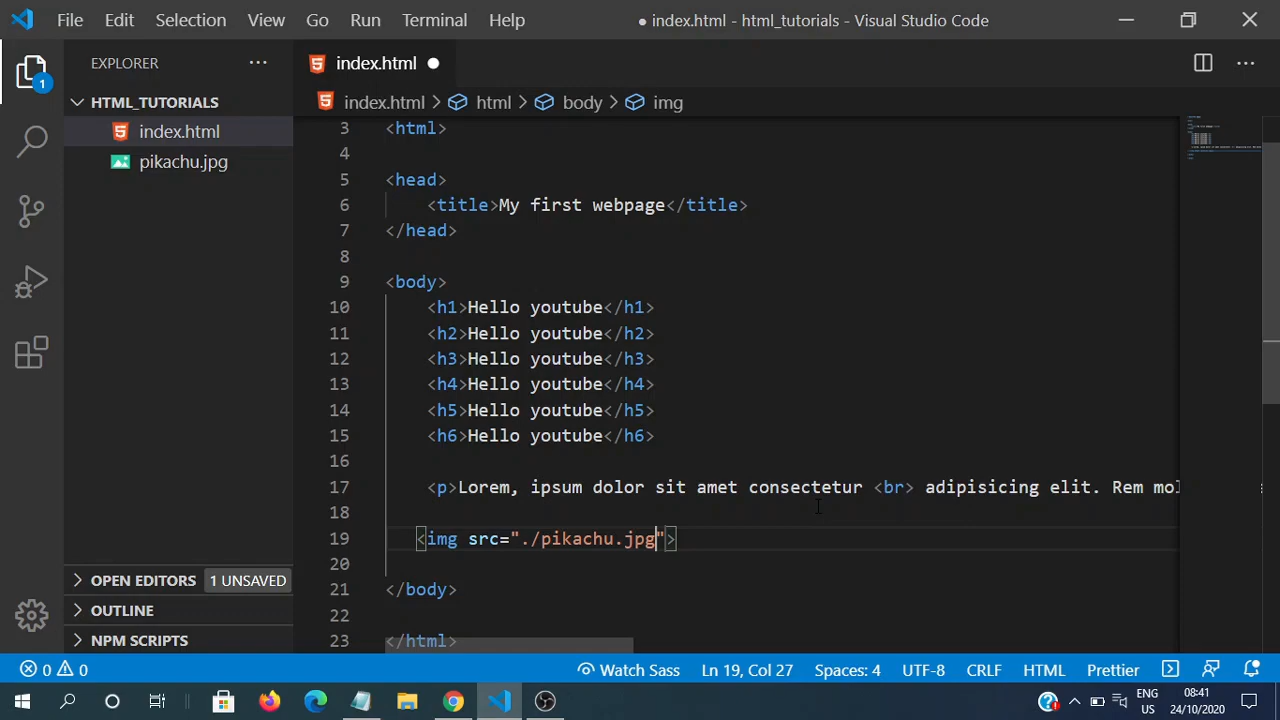 File Edit Selection View Go Run Terminal Help
● index.html - html_tutorials - Visual Studio Code
EXPLORER
index.html
1
HTML_TUTORIALS
index.html > html > body > img
index.html
pikachu.jpg
3 <html>
4
5 <head>
6 <title>My first webpage</title>
7 </head>
8
9 <body>
10 <h1>Hello youtube</h1>
11 <h2>Hello youtube</h2>
12 <h3>Hello youtube</h3>
13 <h4>Hello youtube</h4>
14 <h5>Hello youtube</h5>
15 <h6>Hello youtube</h6>
16
17 <p>Lorem, ipsum dolor sit amet consectetur <br> adipisicing elit. Rem mol
18
19 <img src="./pikachu.jpg">
20
21 </body>
22
23 </html>
OPEN EDITORS 1 UNSAVED
OUTLINE
NPM SCRIPTS
0 0 Watch Sass Ln 19, Col 27 Spaces: 4 UTF-8 CRLF HTML Prettier
ENG 08:41
US 24/10/2020